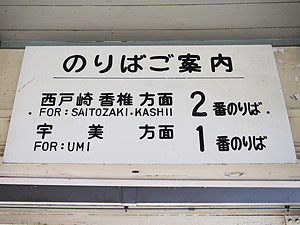 のりばご案内
西戸崎 香椎 方面 2番のりば
FOR:SAITOZAKI・KASHII
宇美 方面 1番のりば
FOR:UMI